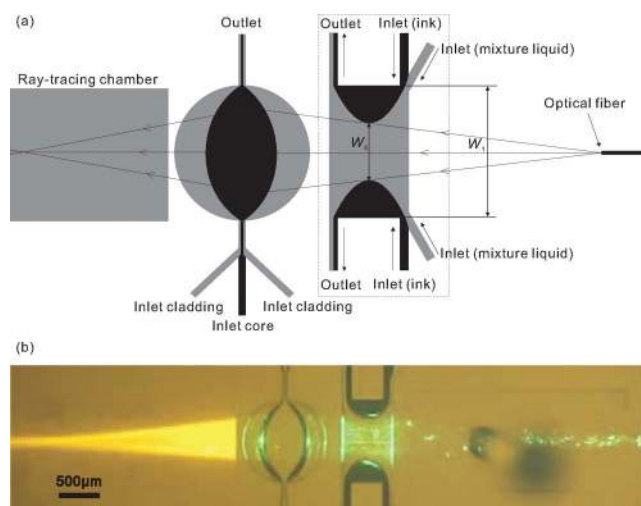 (a)
Outlet
Outlet
Inlet (ink)
Inlet (mixture liquid)
Ray-tracing chamber
Optical fiber
W₀
W₁
Inlet (mixture liquid)
Outlet
Inlet (ink)
Inlet cladding
Inlet cladding
Inlet core
(b)
500μm